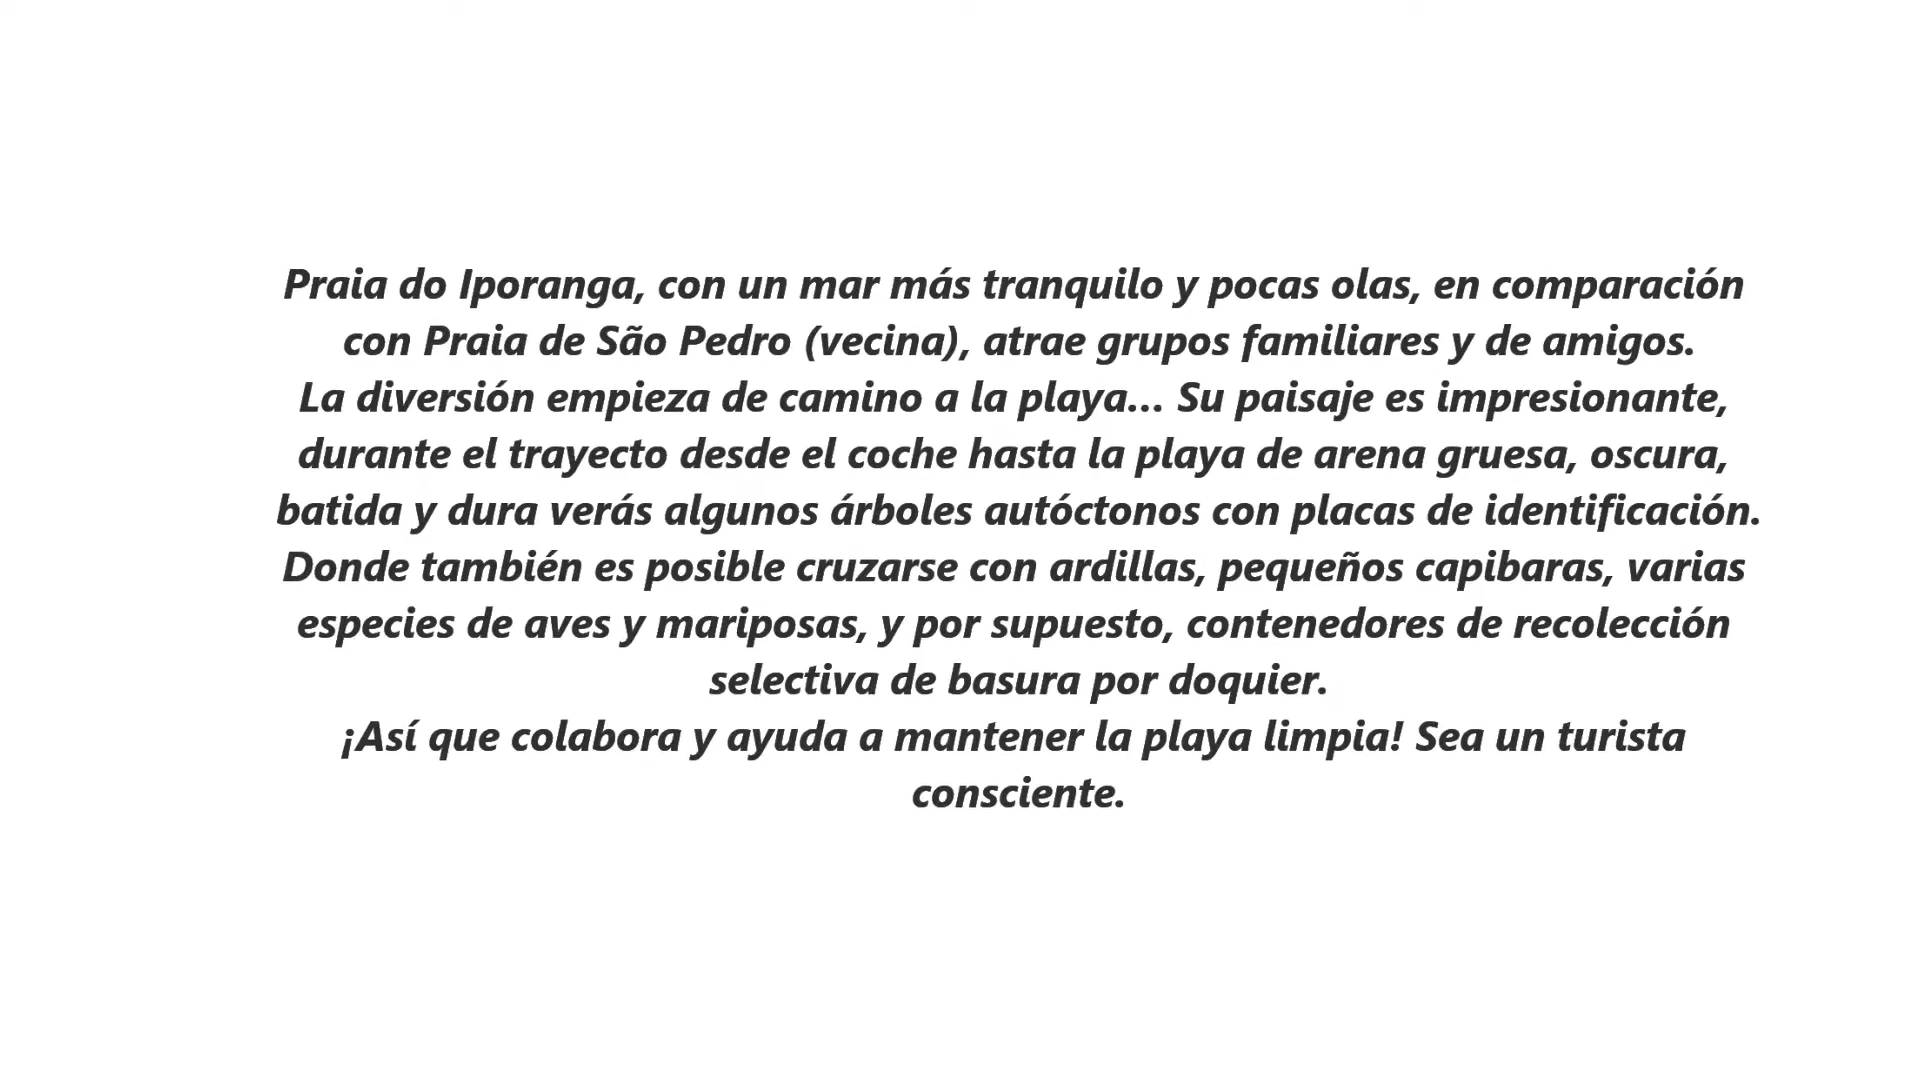 Praia do Iporanga, con un mar más tranquilo y pocas olas, en comparación
con Praia de São Pedro (vecina), atrae grupos familiares y de amigos.
La diversión empieza de camino a la playa... Su paisaje es impresionante,
durante el trayecto desde el coche hasta la playa de arena gruesa, oscura,
batida y dura verás algunos árboles autóctonos con placas de identificación.
Donde también es posible cruzarse con ardillas, pequeños capibaras, varias
especies de aves y mariposas, y por supuesto, contenedores de recolección
selectiva de basura por doquier.
¡Así que colabora y ayuda a mantener la playa limpia! Sea un turista
consciente.